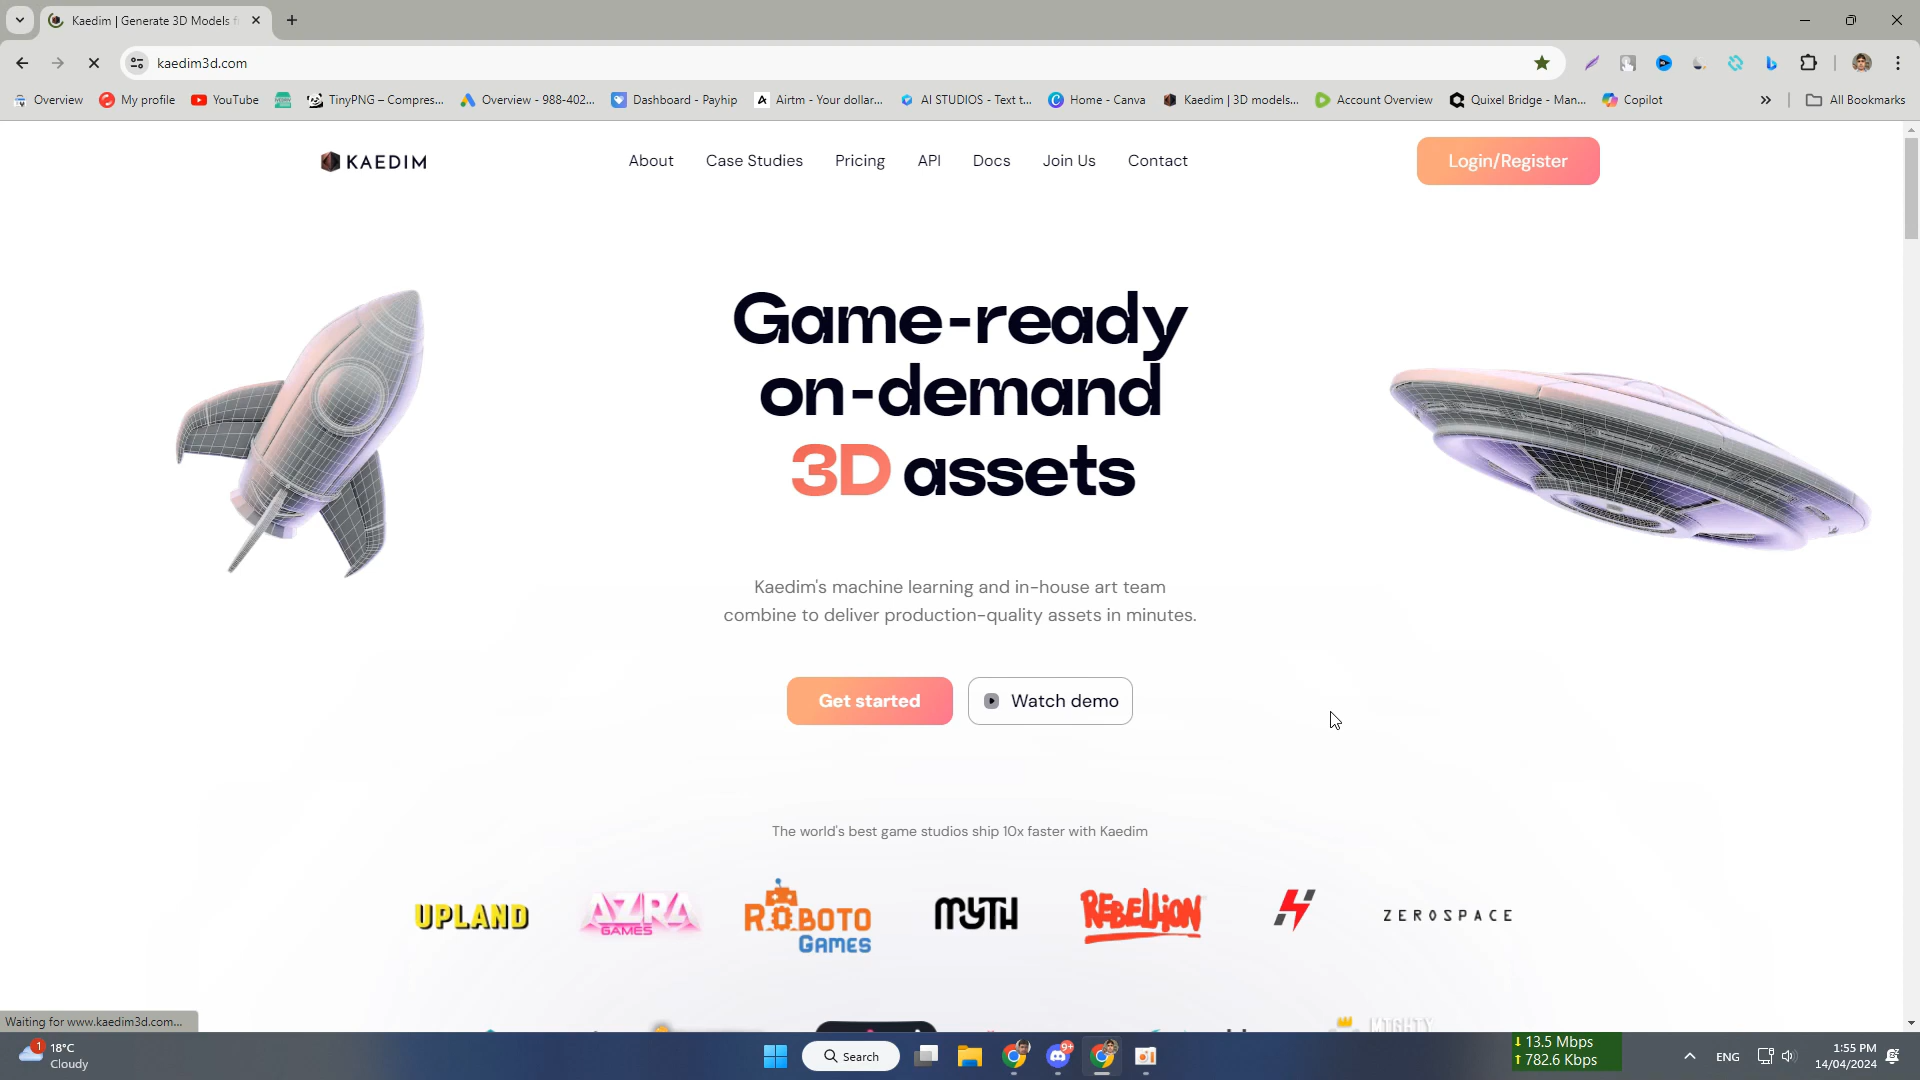 Kaedim | Generate 3D Models f
kaedim3d.com
Overview
My profile
YouTube
TinyPNG – Compres...
Overview - 988-402...
Dashboard - Payhip
Airtm - Your dollar...
AI STUDIOS - Text t...
Home - Canva
Kaedim | 3D models...
Account Overview
Quixel Bridge - Man...
Copilot
All Bookmarks
KAEDIM
About
Case Studies
Pricing
API
Docs
Join Us
Contact
Login/Register
Game-ready
on-demand
3D assets
Kaedim's machine learning and in-house art team
combine to deliver production-quality assets in minutes.
Get started
Watch demo
The world's best game studios ship 10x faster with Kaedim
UPLAND
AZRA
GAMES
ROBOTO
GAMES
MYTH
REBELLION
ZEROSPACE
MIGHTY
Waiting for www.kaedim3d.com...
1
18°C
Cloudy
Search
9+
13.5 Mbps
782.6 Kbps
ENG
1:55 PM
14/04/2024